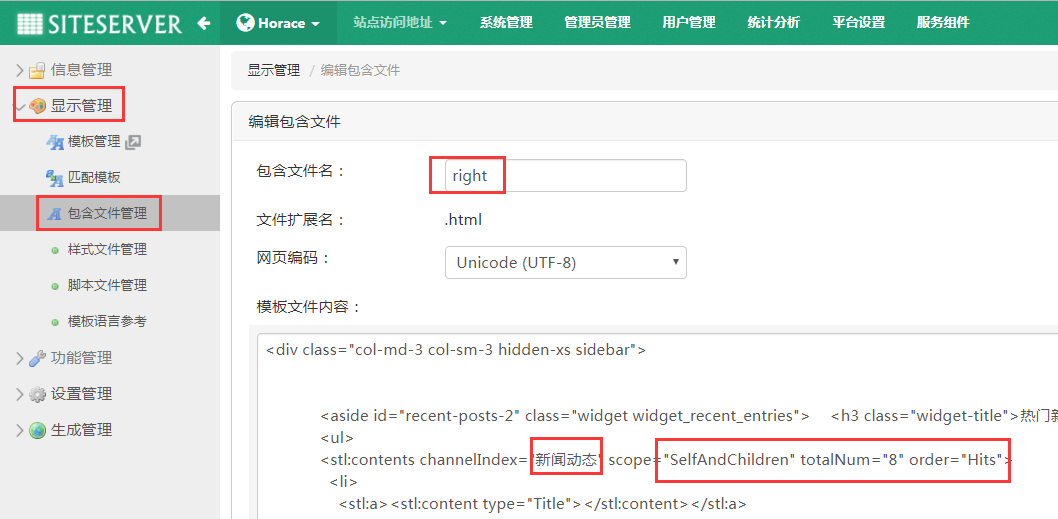 SITESERVER Horace 站点访问地址 系统管理 管理员管理 用户管理 统计分析 平台设置 服务组件
信息管理
显示管理
模板管理
匹配模板
包含文件管理
样式文件管理
脚本文件管理
模板语言参考
功能管理
设置管理
生成管理
显示管理 / 编辑包含文件
编辑包含文件
包含文件名： right
文件扩展名： .html
网页编码： Unicode (UTF-8)
模板文件内容：
<div class="col-md-3 col-sm-3 hidden-xs sidebar">
<aside id="recent-posts-2" class="widget widget_recent_entries"> <h3 class="widget-title">热门
<ul>
<stl:contents channelIndex="新闻动态" scope="SelfAndChildren" totalNum="8" order="Hits">
<li>
<stl:a><stl:content type="Title"></stl:content></stl:a>